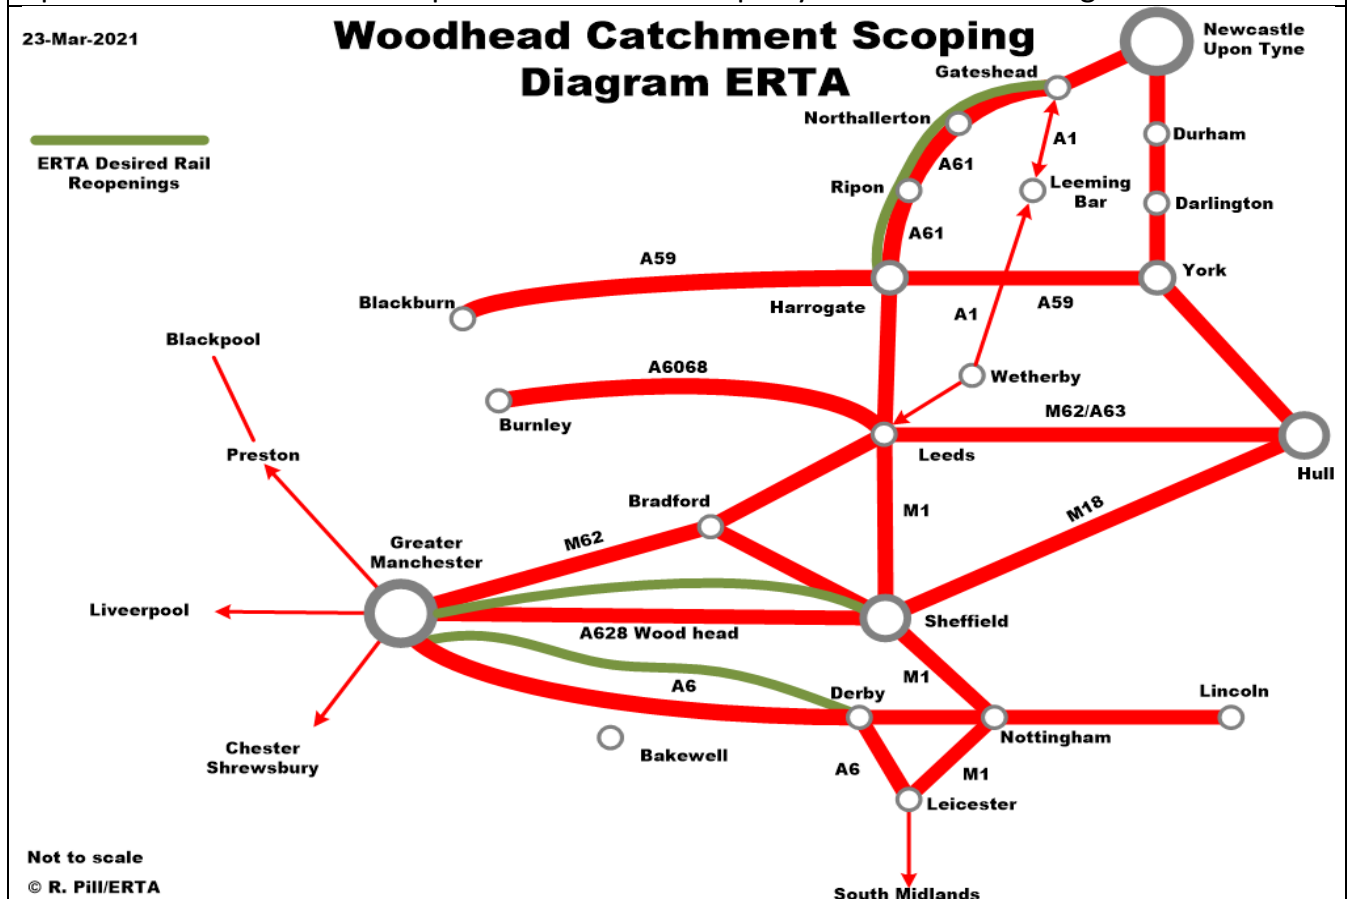 23-Mar-2021
Woodhead Catchment Scoping
Diagram ERTA
Newcastle
Upon Tyne
Gateshead
Northallerton
A1
Durham
ERTA Desired Rail
Reopenings
A61
Ripon
Leeming
Bar
Darlington
A61
A59
York
Blackburn
Harrogate
A59
A1
Blackpool
A6068
Wetherby
M62/A63
Burnley
Preston
Leeds
Hull
Bradford
M1
M18
M62
Greater
Manchester
Liveerpool
Sheffield
A628 Wood head
M1
A6
Derby
Lincoln
Nottingham
Bakewell
Chester
Shrewsbury
A6
M1
Leicester
Not to scale
© R. Pill/ERTA
South Midlands